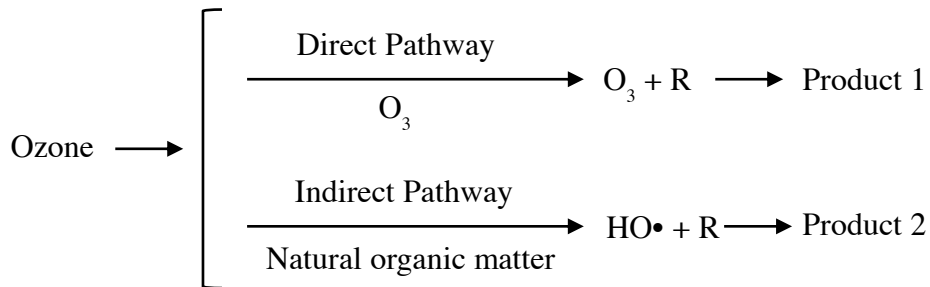 Direct Pathway
O₃ + R
Product 1
O₃
Ozone
Indirect Pathway
HO• + R
Product 2
Natural organic matter